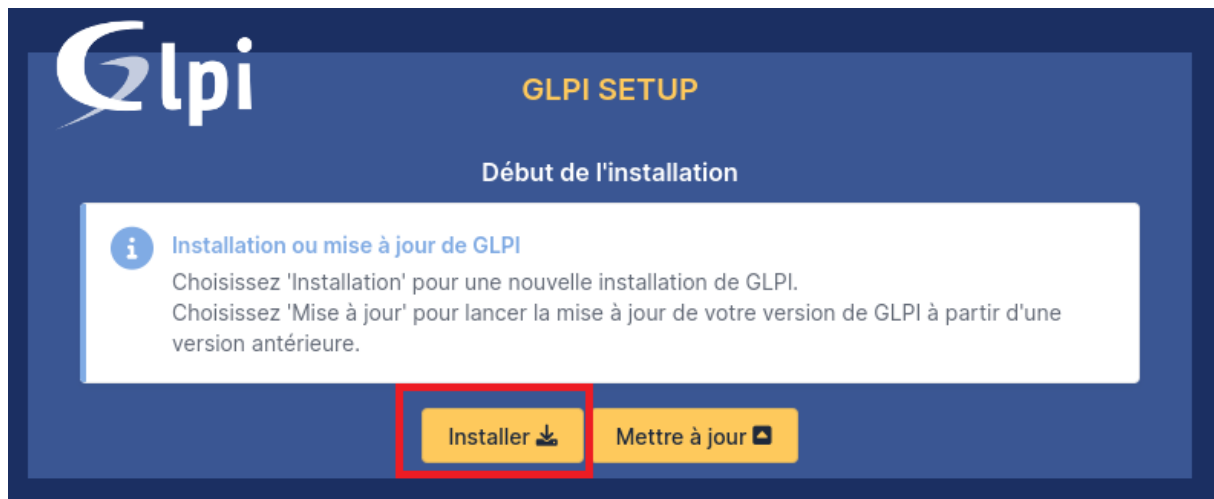 Glpi
GLPI SETUP
Début de l'installation
Installation ou mise à jour de GLPI
Choisissez 'Installation' pour une nouvelle installation de GLPI.
Choisissez 'Mise à jour' pour lancer la mise à jour de votre version de GLPI à partir d'une
version antérieure.
Installer
Mettre à jour